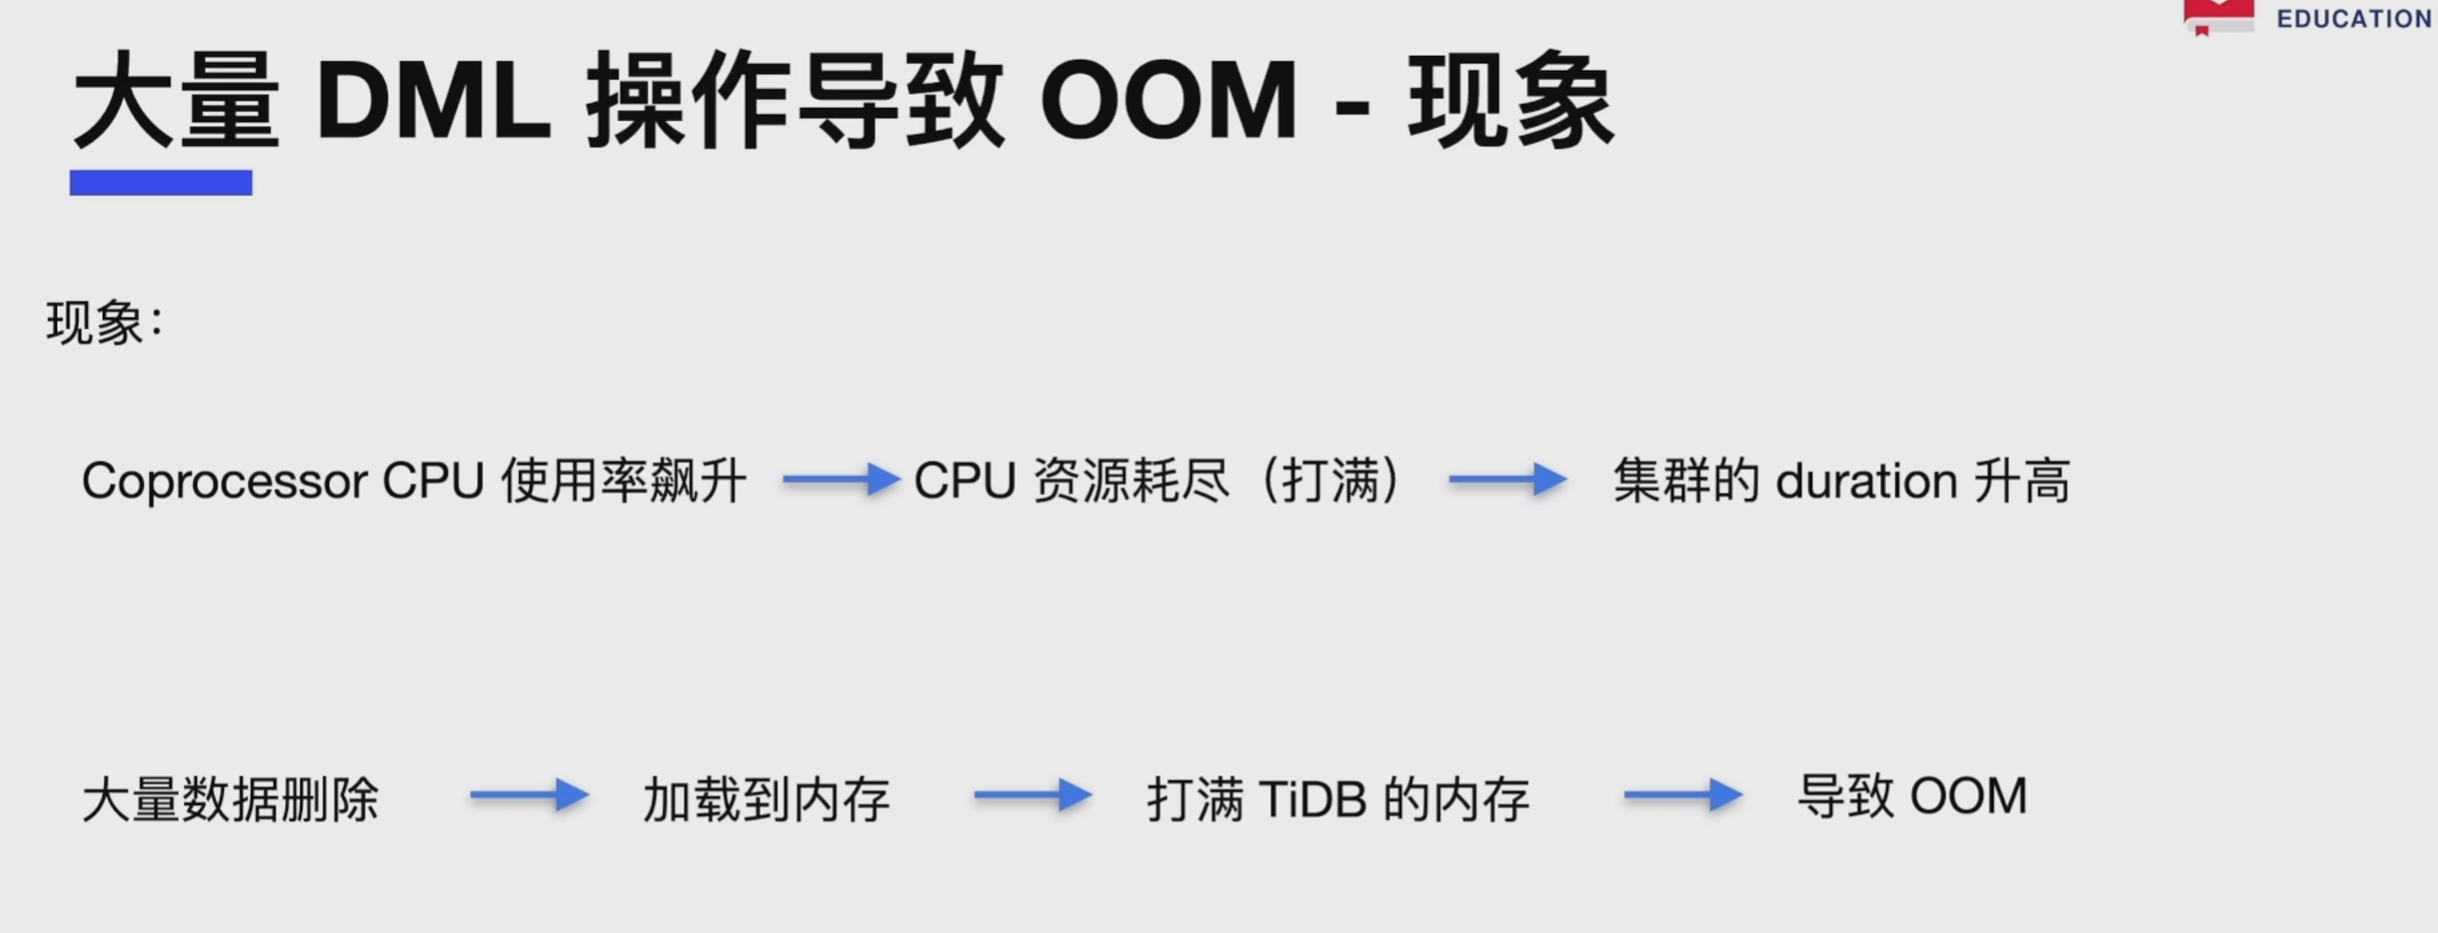 EDUCATION
大量 DML 操作导致 OOM - 现象
现象：
Coprocessor CPU 使用率飙升 CPU 资源耗尽（打满） 集群的 duration 升高
大量数据删除 加载到内存 打满 TiDB 的内存 导致 OOM